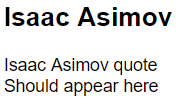 Isaac Asimov
Isaac Asimov quote
Should appear here